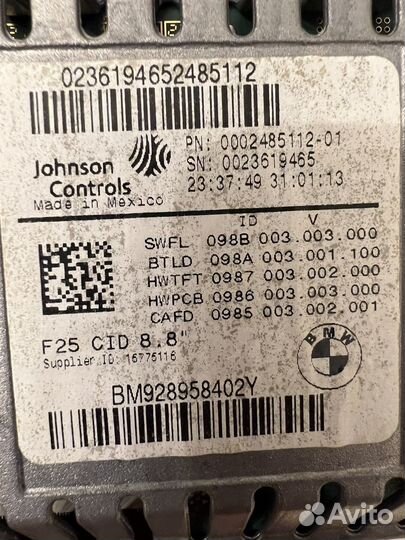 0236194652485112
Johnson Controls
Made in Mexico
PN: 0002485112-01
SN: 0023619465
23:37:49 31:01:13
ID V
SWFL 098B 003.003.000
BTLD 098A 003.001.100
HWTFT 0987 003.002.000
HWPCB 0986 003.003.000
CAFD 0985 003.002.001
F25 CID 8.8"
Supplier ID: 15775116
BMW
BM928958402Y
Avito